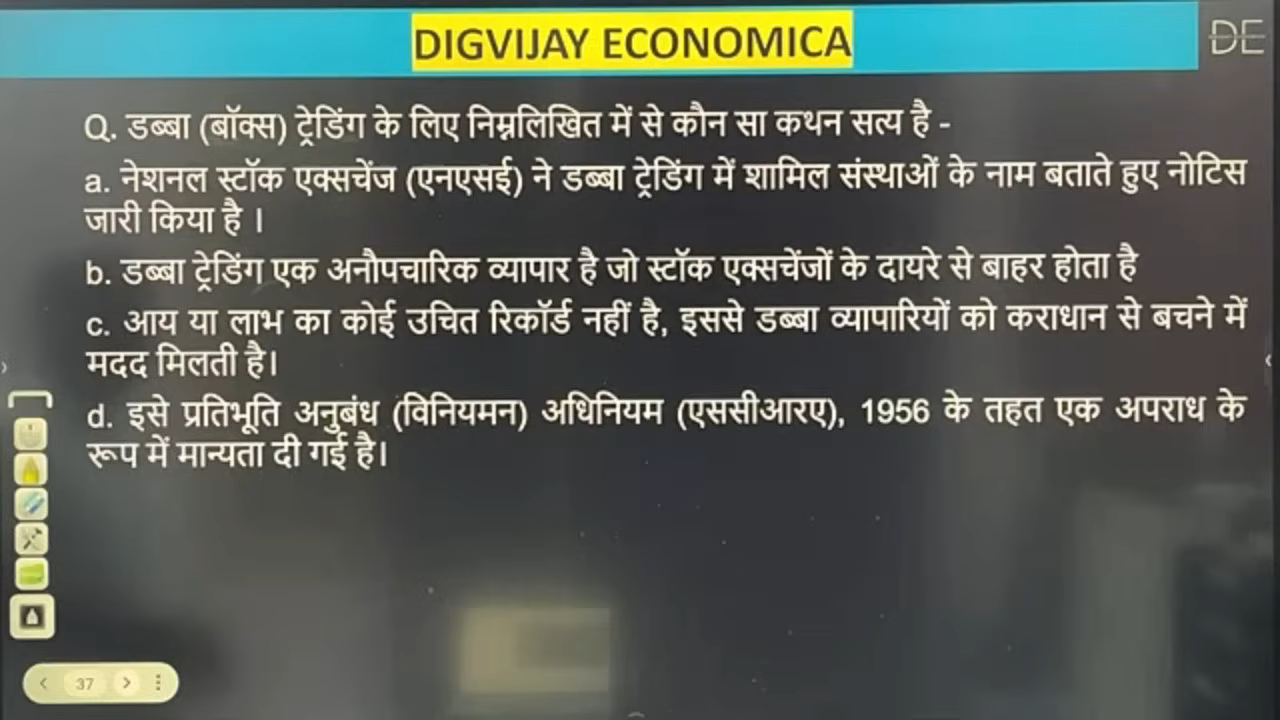 DIGVIJAY ECONOMICA
DE
Q. डब्बा (बॉक्स) ट्रेडिंग के लिए निम्नलिखित में से कौन सा कथन सत्य है -
a. नेशनल स्टॉक एक्सचेंज (एनएसई) ने डब्बा ट्रेडिंग में शामिल संस्थाओं के नाम बताते हुए नोटिस
जारी किया है ।
b. डब्बा ट्रेडिंग एक अनौपचारिक व्यापार है जो स्टॉक एक्सचेंजों के दायरे से बाहर होता है
c. आय या लाभ का कोई उचित रिकॉर्ड नहीं है, इससे डब्बा व्यापारियों को कराधान से बचने में
मदद मिलती है।
d. इसे प्रतिभूति अनुबंध (विनियमन) अधिनियम (एससीआरए), 1956 के तहत एक अपराध के
रूप में मान्यता दी गई है।
37